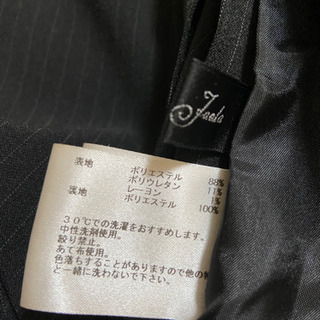 表地
ポリエステル 88%
ポリウレタン 11%
レーヨン 1%
裏地
ポリエステル 100%
30℃での洗濯をおすすめします。
中性洗剤使用。
絞り禁止。
あて布使用。
色落ちすることがありますので他の
と一緒に洗わないで下さい。